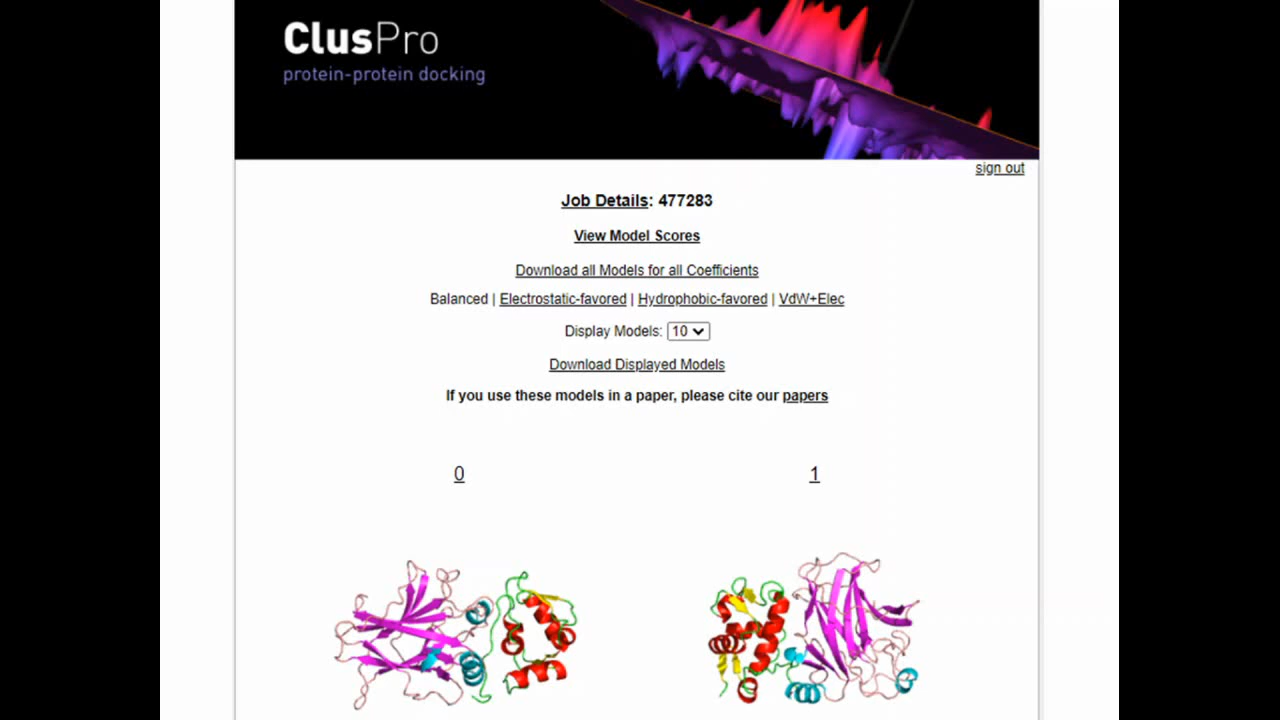 ClusPro
protein-protein docking
sign out
Job Details: 477283
View Model Scores
Download all Models for all Coefficients
Balanced | Electrostatic-favored | Hydrophobic-favored | VdW+Elec
Display Models: 10
Download Displayed Models
If you use these models in a paper, please cite our papers
0 1